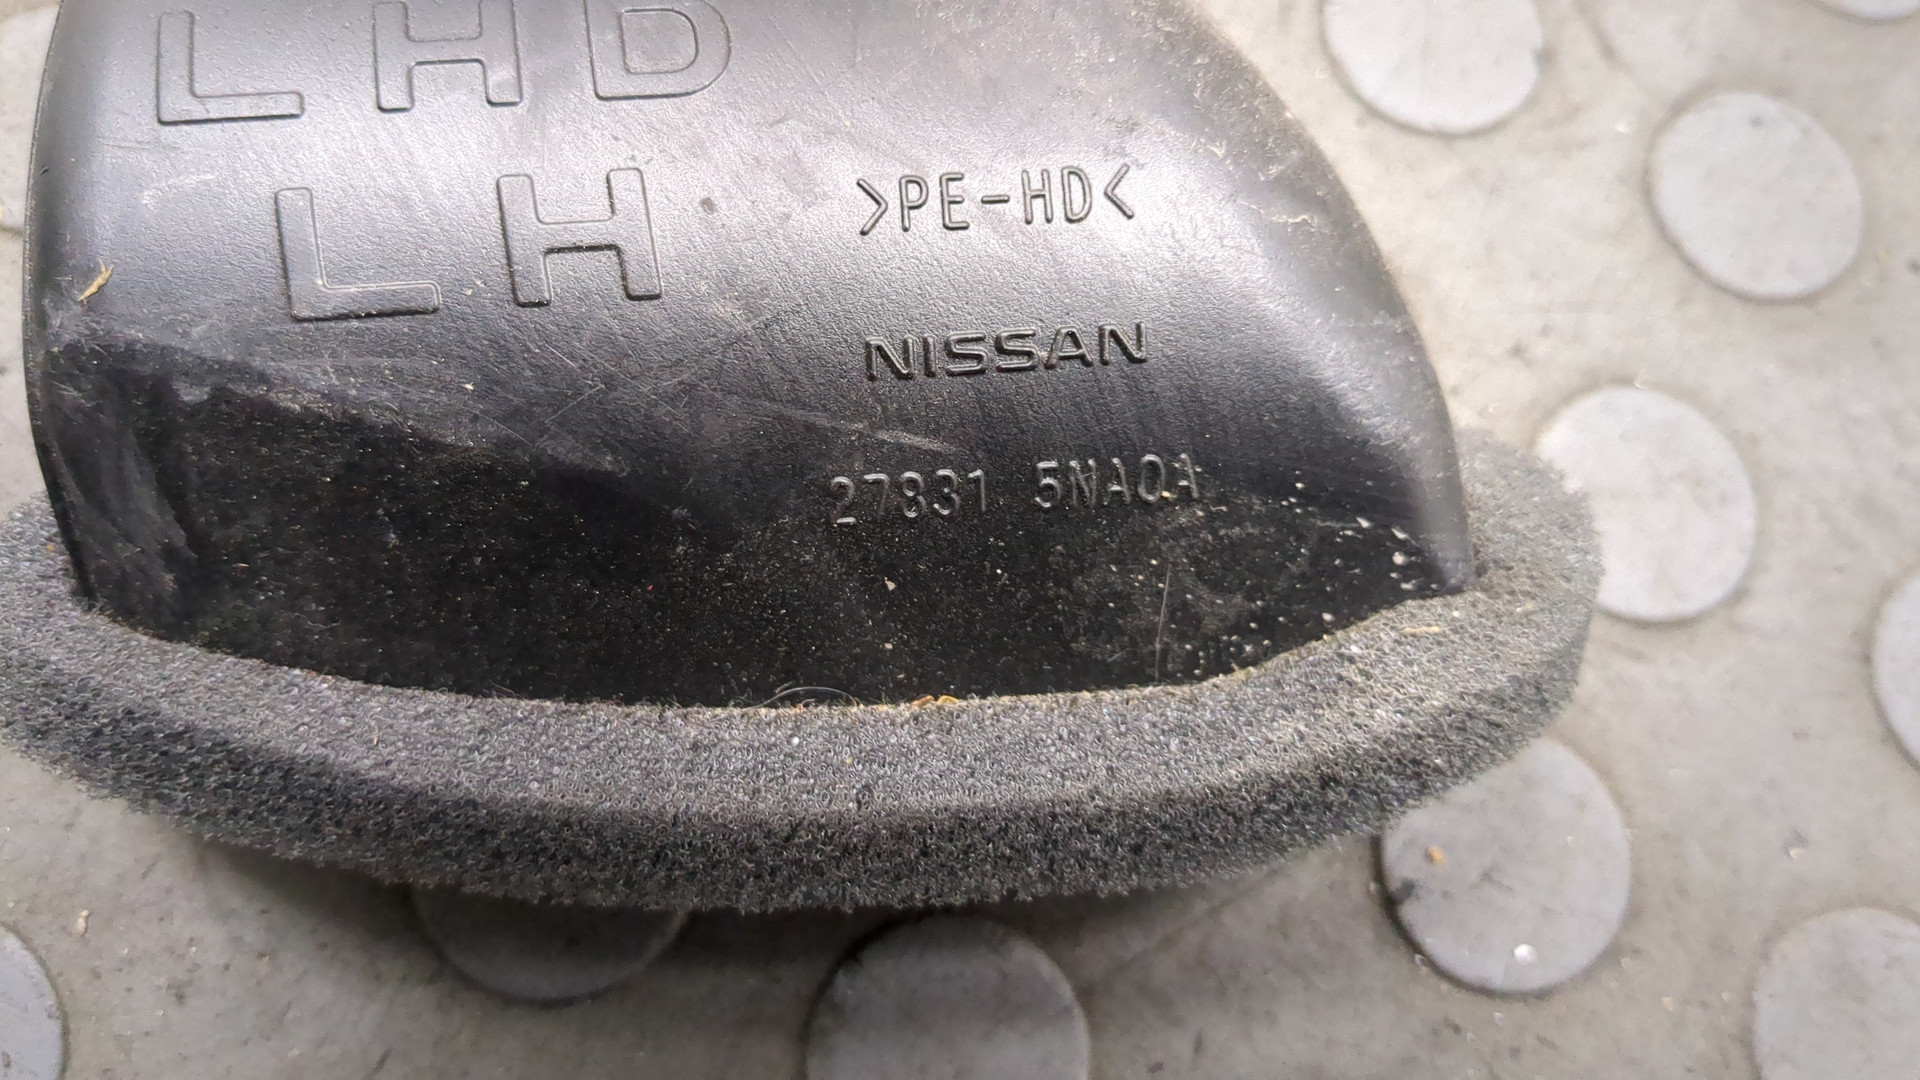 LHD
LH
>PE-HD<
NISSAN
27831 5NA0A